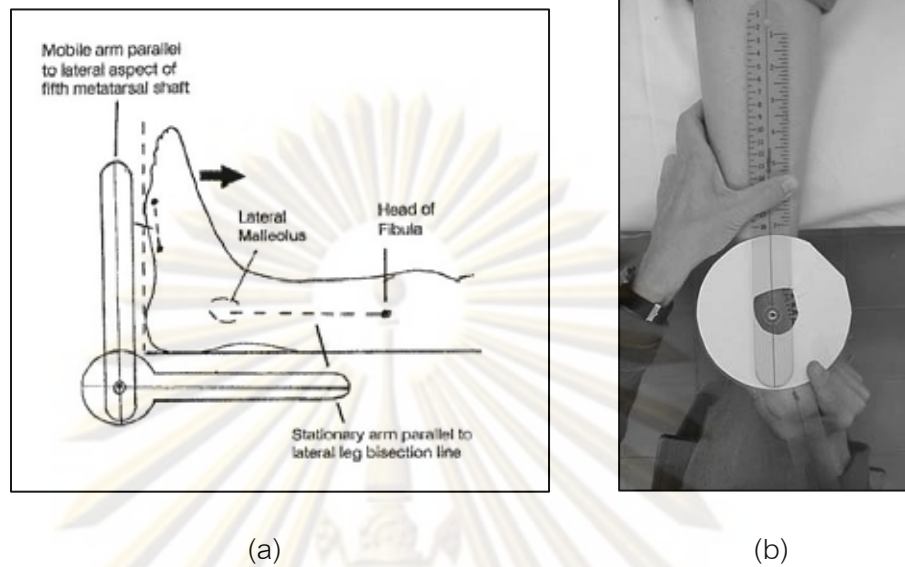 Mobile arm parallel
to lateral aspect of
fifth metatarsal shaft
Lateral
Malleolus
Head of
Fibula
Stationary arm parallel to
lateral leg bisection line
(a)
(b)